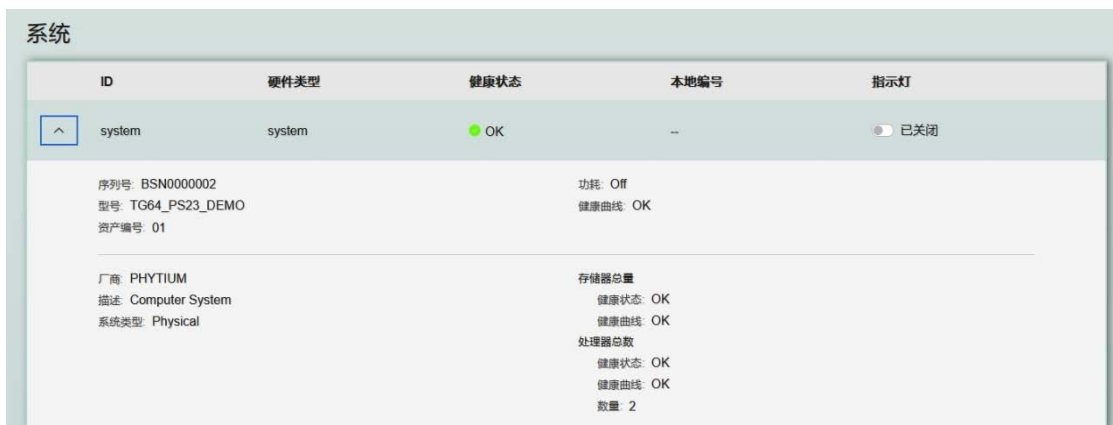 系统
ID 硬件类型 健康状态 本地编号 指示灯
system system OK -- 已关闭
序列号: BSN0000002
型号: TG64_PS23_DEMO
资产编号: 01
功耗: Off
健康曲线: OK
厂商: PHYTIUM
描述: Computer System
系统类型: Physical
存储器总量
健康状态: OK
健康曲线: OK
处理器总数
健康状态: OK
健康曲线: OK
数量: 2